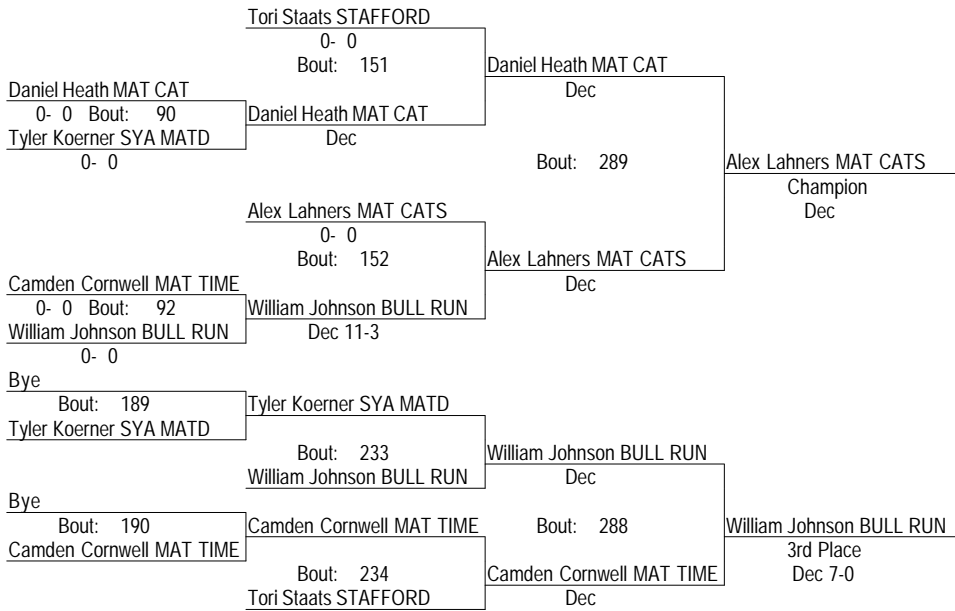 Tori Staats STAFFORD
0- 0
Bout: 151
Daniel Heath MAT CAT
Dec
Daniel Heath MAT CAT
0- 0 Bout: 90
Daniel Heath MAT CAT
Tyler Koerner SYA MATD
Dec
0- 0
Bout: 289
Alex Lahners MAT CATS
Champion
Dec
Alex Lahners MAT CATS
0- 0
Bout: 152
Alex Lahners MAT CATS
Dec
Camden Cornwell MAT TIME
0- 0 Bout: 92
William Johnson BULL RUN
William Johnson BULL RUN
Dec 11-3
0- 0
Bye
Bout: 189
Tyler Koerner SYA MATD
Tyler Koerner SYA MATD
Bout: 233
William Johnson BULL RUN
William Johnson BULL RUN
Dec
Bye
Bout: 190
Camden Cornwell MAT TIME
Bout: 288
William Johnson BULL RUN
Camden Cornwell MAT TIME
3rd Place
Bout: 234
Camden Cornwell MAT TIME
Dec 7-0
Tori Staats STAFFORD
Dec